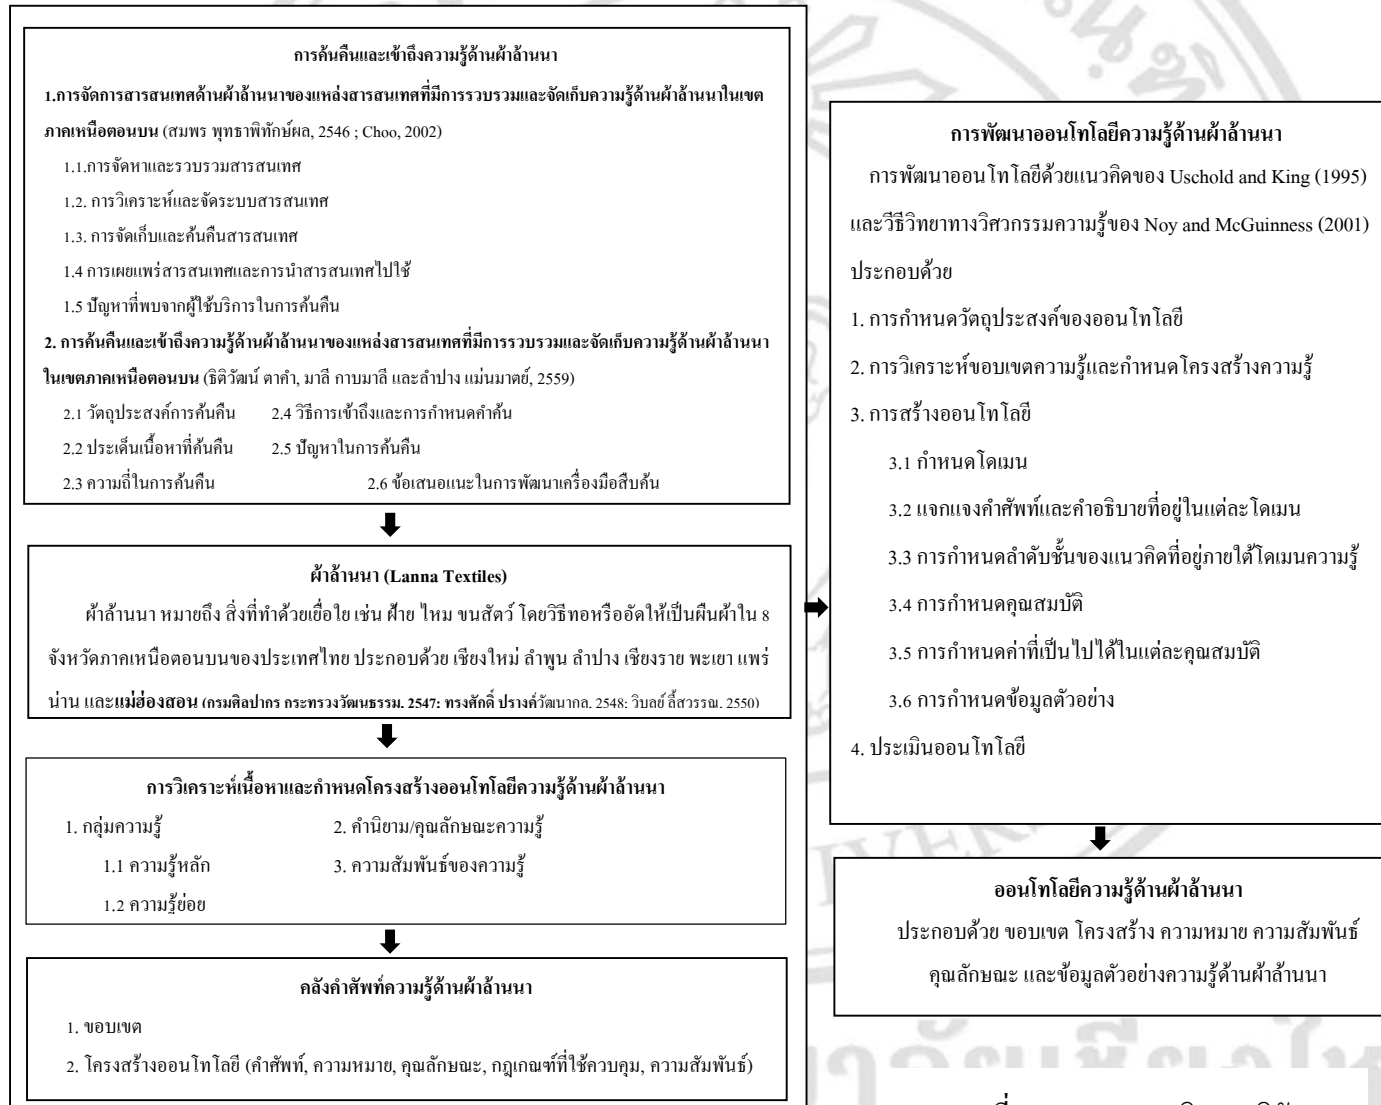 การค้นคืนและเข้าถึงความรู้ด้านผ้าล้านนา
1.การจัดการสารสนเทศด้านผ้าล้านนาของแหล่งสารสนเทศที่มีการรวบรวมและจัดเก็บความรู้ด้านผ้าล้านนาในเขต
ภาคเหนือตอนบน (สมพร พุทธาพิทักษ์ผล, 2546 ; Choo, 2002)
1.1.การจัดหาและรวบรวมสารสนเทศ
1.2. การวิเคราะห์และจัดระบบสารสนเทศ
1.3. การจัดเก็บและค้นคืนสารสนเทศ
1.4 การเผยแพร่สารสนเทศและการนำสารสนเทศไปใช้
1.5 ปัญหาที่พบจากผู้ใช้บริการในการค้นคืน
2. การค้นคืนและเข้าถึงความรู้ด้านผ้าล้านนาของแหล่งสารสนเทศที่มีการรวบรวมและจัดเก็บความรู้ด้านผ้าล้านนา
ในเขตภาคเหนือตอนบน (ธิติวัฒน์ ตาคำ, มาลี กาบมาลี และลำปาง แม่นมาตย์, 2559)
2.1 วัตถุประสงค์การค้นคืน 2.4 วิธีการเข้าถึงและการกำหนดคำค้น
2.2 ประเด็นเนื้อหาที่ค้นคืน 2.5 ปัญหาในการค้นคืน
2.3 ความถี่ในการค้นคืน 2.6 ข้อเสนอแนะในการพัฒนาเครื่องมือสืบค้น
ผ้าล้านนา (Lanna Textiles)
ผ้าล้านนา หมายถึง สิ่งที่ทำด้วยเยื่อใย เช่น ฝ้าย ไหม ขนสัตว์ โดยวิธีทอหรืออัดให้เป็นผืนผ้าใน 8
จังหวัดภาคเหนือตอนบนของประเทศไทย ประกอบด้วย เชียงใหม่ ลำพูน ลำปาง เชียงราย พะเยา แพร่
น่าน และแม่ฮ่องสอน (กรมศิลปากร กระทรวงวัฒนธรรม, 2547; ทรงศักดิ์ ปรางค์วัฒนากุล, 2548; วิบูลย์ ลี้สุวรรณ, 2550)
การวิเคราะห์เนื้อหาและกำหนดโครงสร้างออนโทโลยีความรู้ด้านผ้าล้านนา
1. กลุ่มความรู้ 2. คำนิยาม/คุณลักษณะความรู้
1.1 ความรู้หลัก 3. ความสัมพันธ์ของความรู้
1.2 ความรู้ย่อย
คลังคำศัพท์ความรู้ด้านผ้าล้านนา
1. ขอบเขต
2. โครงสร้างออนโทโลยี (คำศัพท์, ความหมาย, คุณลักษณะ, กฎเกณฑ์ที่ใช้ควบคุม, ความสัมพันธ์)
การพัฒนาออนโทโลยีความรู้ด้านผ้าล้านนา
การพัฒนาออนโทโลยีด้วยแนวคิดของ Uschold and King (1995)
และวีธีวิทยาทางวิศวกรรมความรู้ของ Noy and McGuinness (2001)
ประกอบด้วย
1. การกำหนดวัตถุประสงค์ของออนโทโลยี
2. การวิเคราะห์ขอบเขตความรู้และกำหนดโครงสร้างความรู้
3. การสร้างออนโทโลยี
3.1 กำหนดโดเมน
3.2 แจกแจงคำศัพท์และคำอธิบายที่อยู่ในแต่ละโดเมน
3.3 การกำหนดลำดับชั้นของแนวคิดที่อยู่ภายใต้โดเมนความรู้
3.4 การกำหนดคุณสมบัติ
3.5 การกำหนดค่าที่เป็นไปได้ในแต่ละคุณสมบัติ
3.6 การกำหนดข้อมูลตัวอย่าง
4. ประเมินออนโทโลยี
ออนโทโลยีความรู้ด้านผ้าล้านนา
ประกอบด้วย ขอบเขต โครงสร้าง ความหมาย ความสัมพันธ์
คุณลักษณะ และข้อมูลตัวอย่างความรู้ด้านผ้าล้านนา